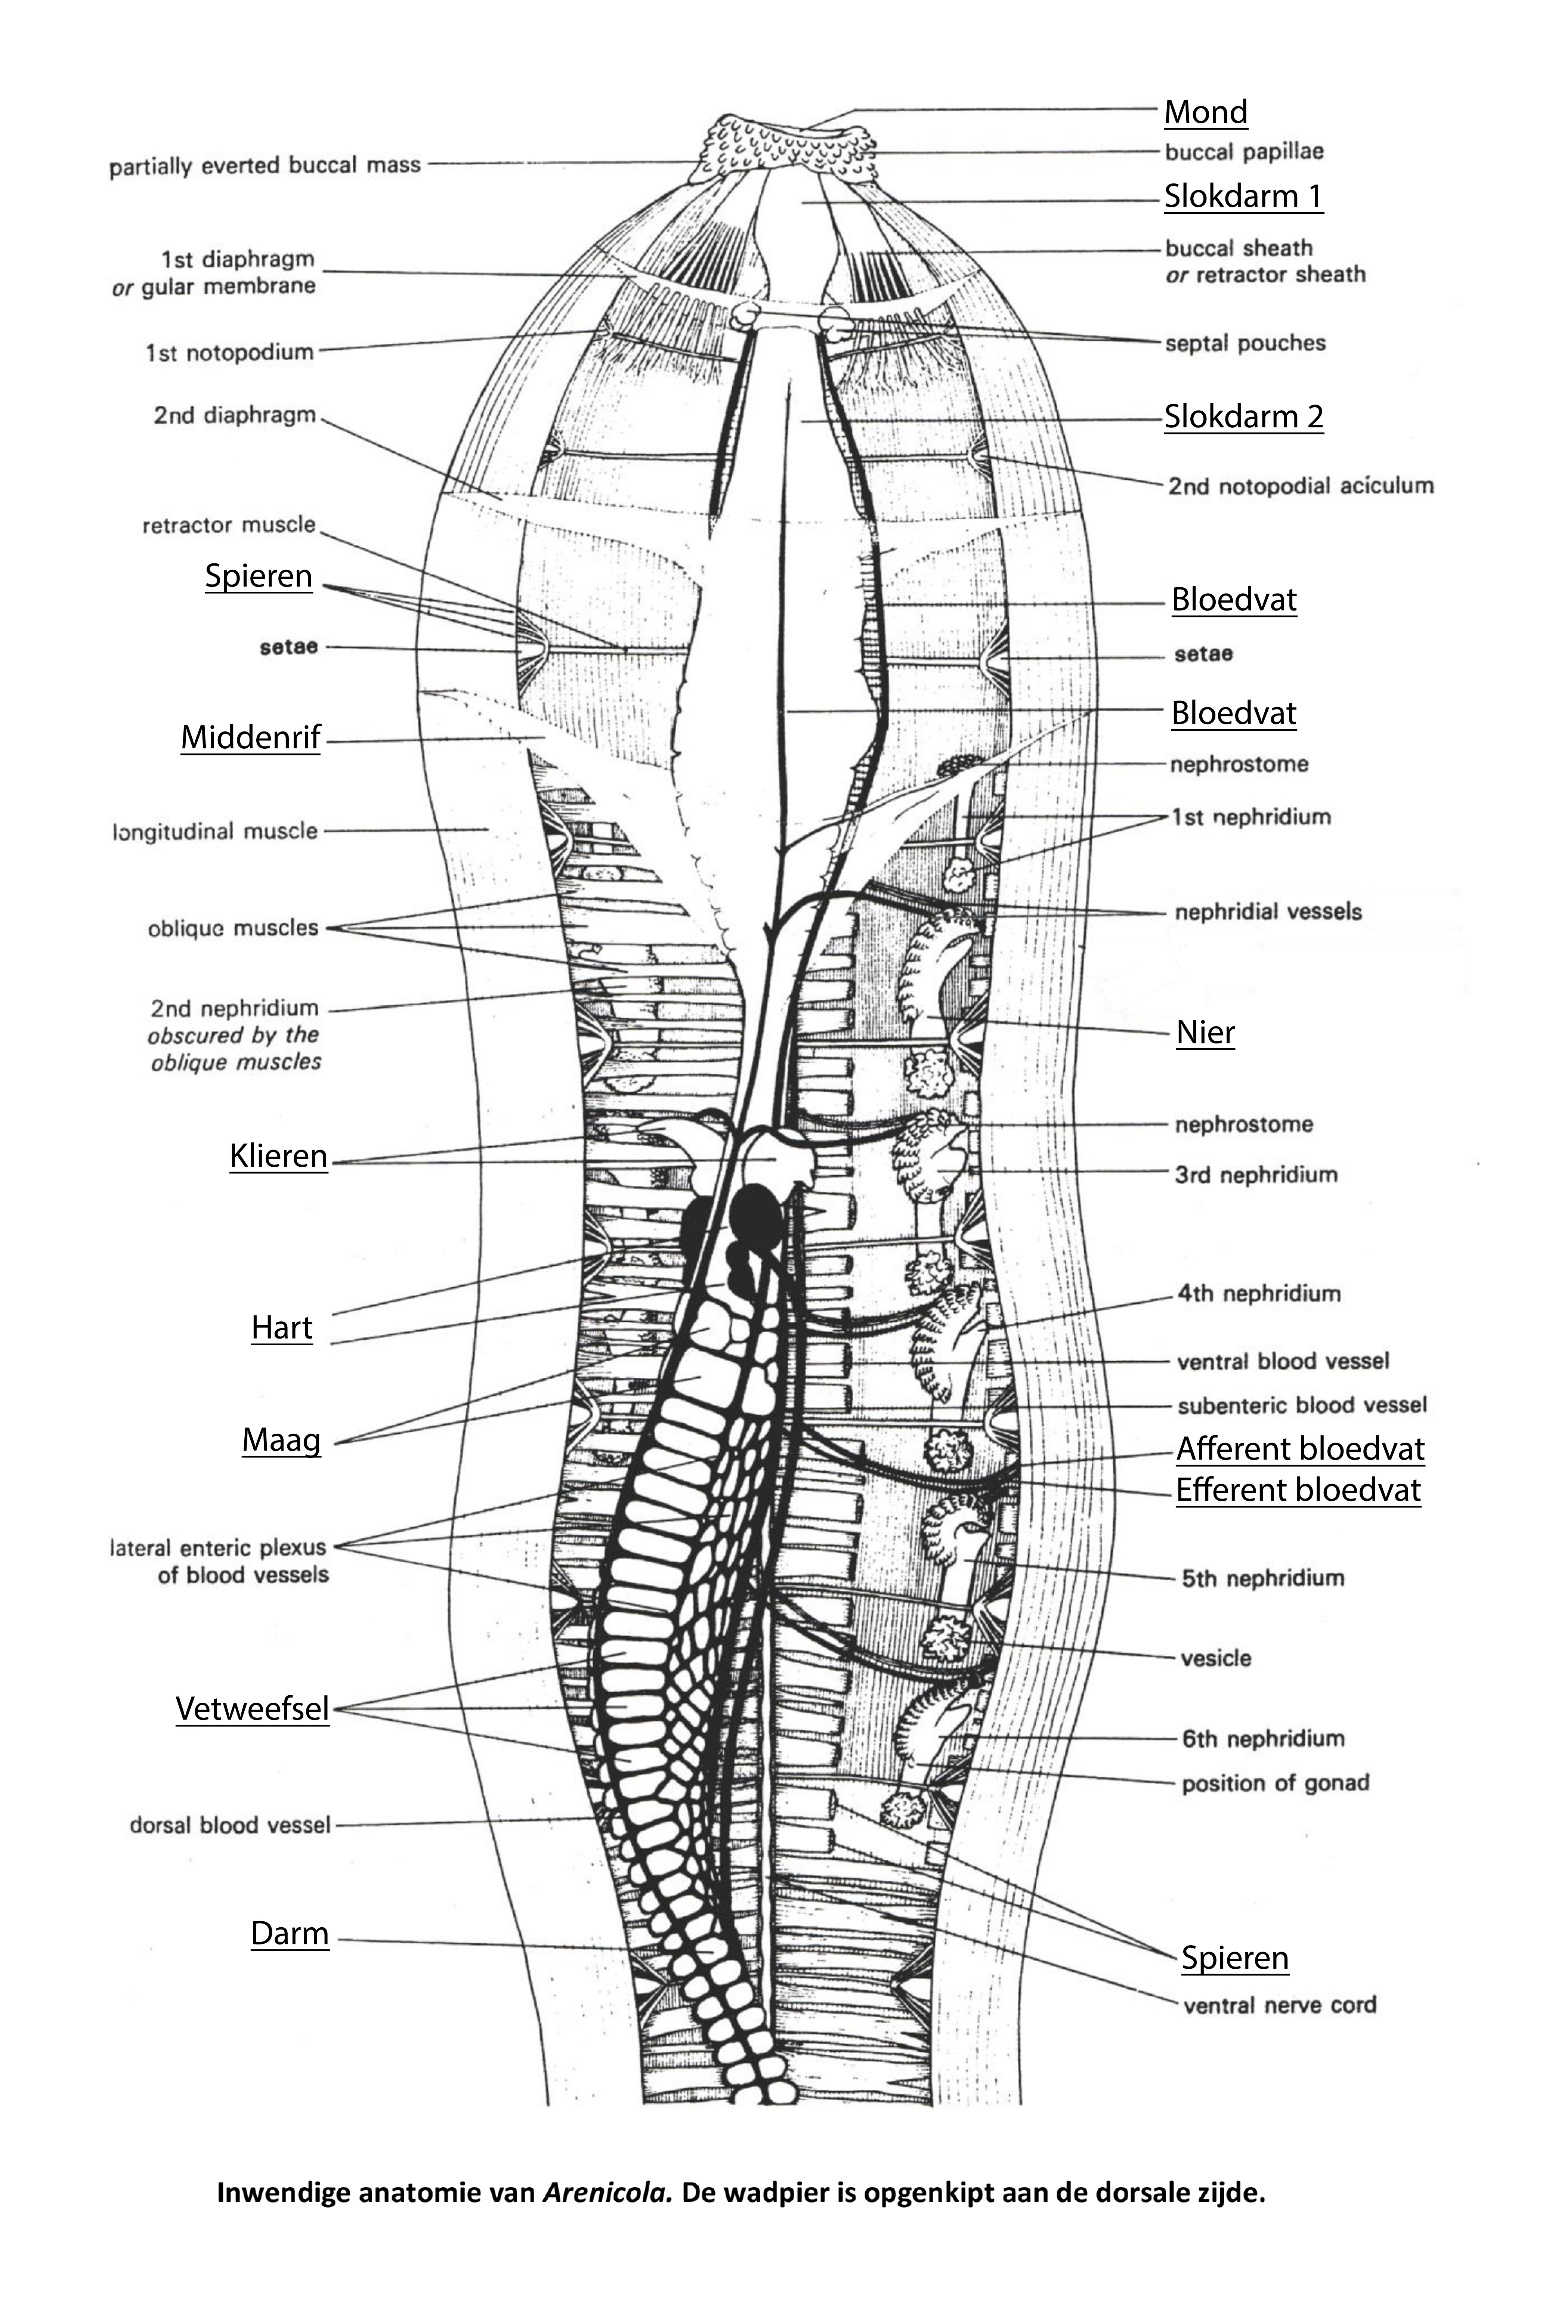 Mond
partially everted buccal mass
buccal papillae
Slokdarm 1
1st diaphragm
or gular membrane
buccal sheath
or retractor sheath
1st notopodium
septal pouches
2nd diaphragm
Slokdarm 2
2nd notopodial aciculum
retractor muscle
Spieren
Bloedvat
setae
setae
Middenrif
Bloedvat
nephrostome
longitudinal muscle
1st nephridium
oblique muscles
nephridial vessels
2nd nephridium
obscured by the
oblique muscles
Nier
Klieren
nephrostome
3rd nephridium
Hart
4th nephridium
ventral blood vessel
subenteric blood vessel
Maag
Afferent bloedvat
Efferent bloedvat
lateral enteric plexus
of blood vessels
5th nephridium
vesicle
Vetweefsel
6th nephridium
position of gonad
dorsal blood vessel
Darm
Spieren
ventral nerve cord
Inwendige anatomie van Arenicola. De wadpier is opgenkipt aan de dorsale zijde.